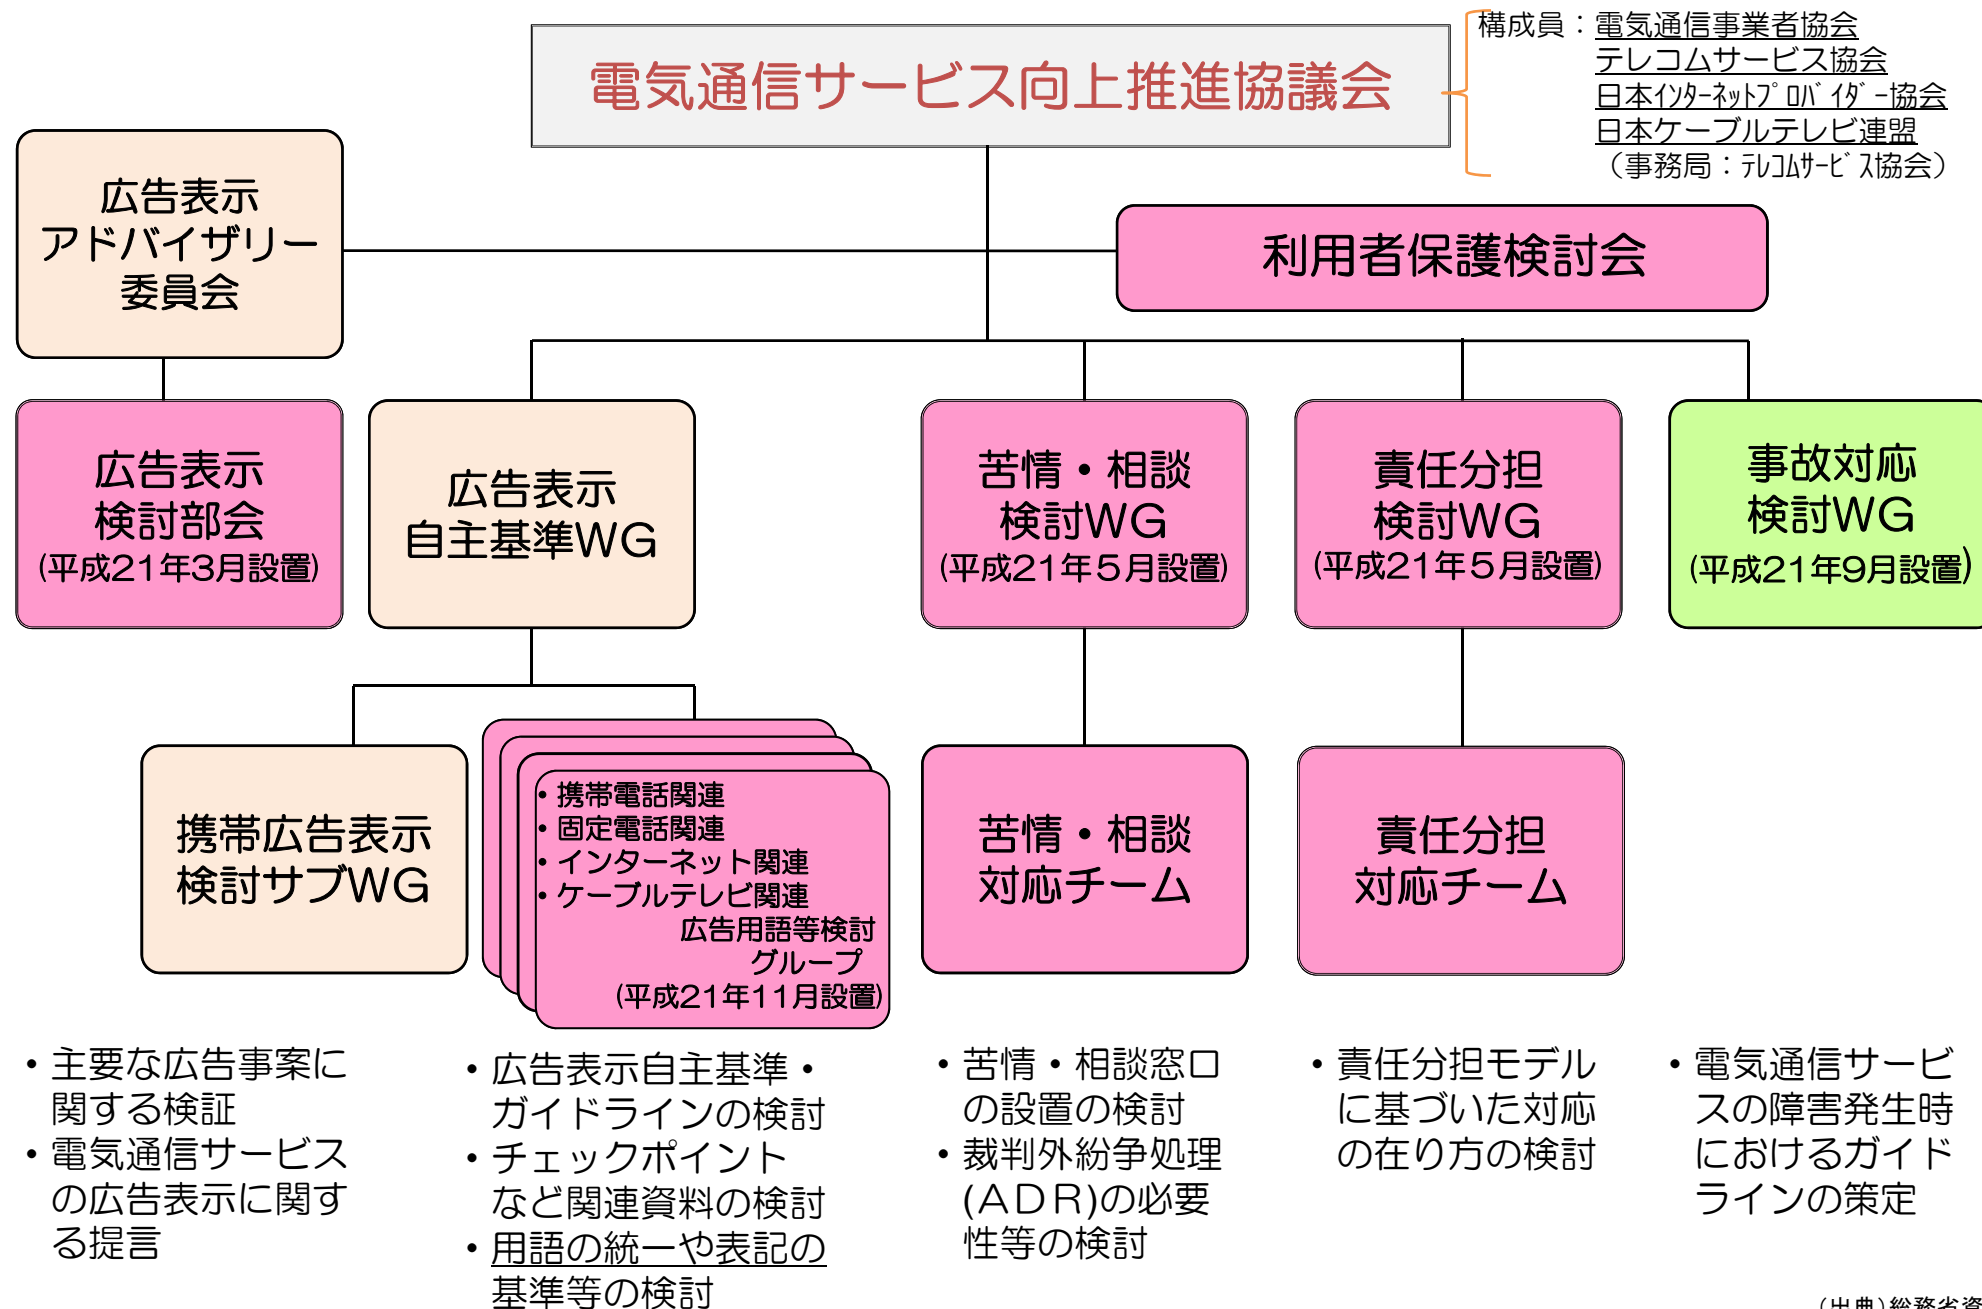 電気通信サービス向上推進協議会
構成員：電気通信事業者協会
テレコムサービス協会
日本ｲﾝﾀｰﾈｯﾄﾌﾟﾛﾊﾞｲﾀﾞｰ協会
日本ケーブルテレビ連盟
（事務局：ﾃﾚｺﾑｻｰﾋﾞｽ協会）
広告表示
アドバイザリー
委員会
利用者保護検討会
広告表示
検討部会
(平成21年3月設置)
広告表示
自主基準WG
苦情・相談
検討WG
(平成21年５月設置)
責任分担
検討WG
(平成21年５月設置)
事故対応
検討WG
(平成21年9月設置)
携帯広告表示
検討サブWG
・携帯電話関連
・固定電話関連
・インターネット関連
・ケーブルテレビ関連
広告用語等検討
グループ
(平成21年11月設置)
苦情・相談
対応チーム
責任分担
対応チーム
・主要な広告事案に
関する検証
・電気通信サービス
の広告表示に関す
る提言
・広告表示自主基準・
ガイドラインの検討
・チェックポイント
など関連資料の検討
・用語の統一や表記の
基準等の検討
・苦情・相談窓口
の設置の検討
・裁判外紛争処理
(ＡＤＲ)の必要
性等の検討
・責任分担モデル
に基づいた対応
の在り方の検討
・電気通信サービ
スの障害発生時
におけるガイド
ラインの策定
（出典）総務省資